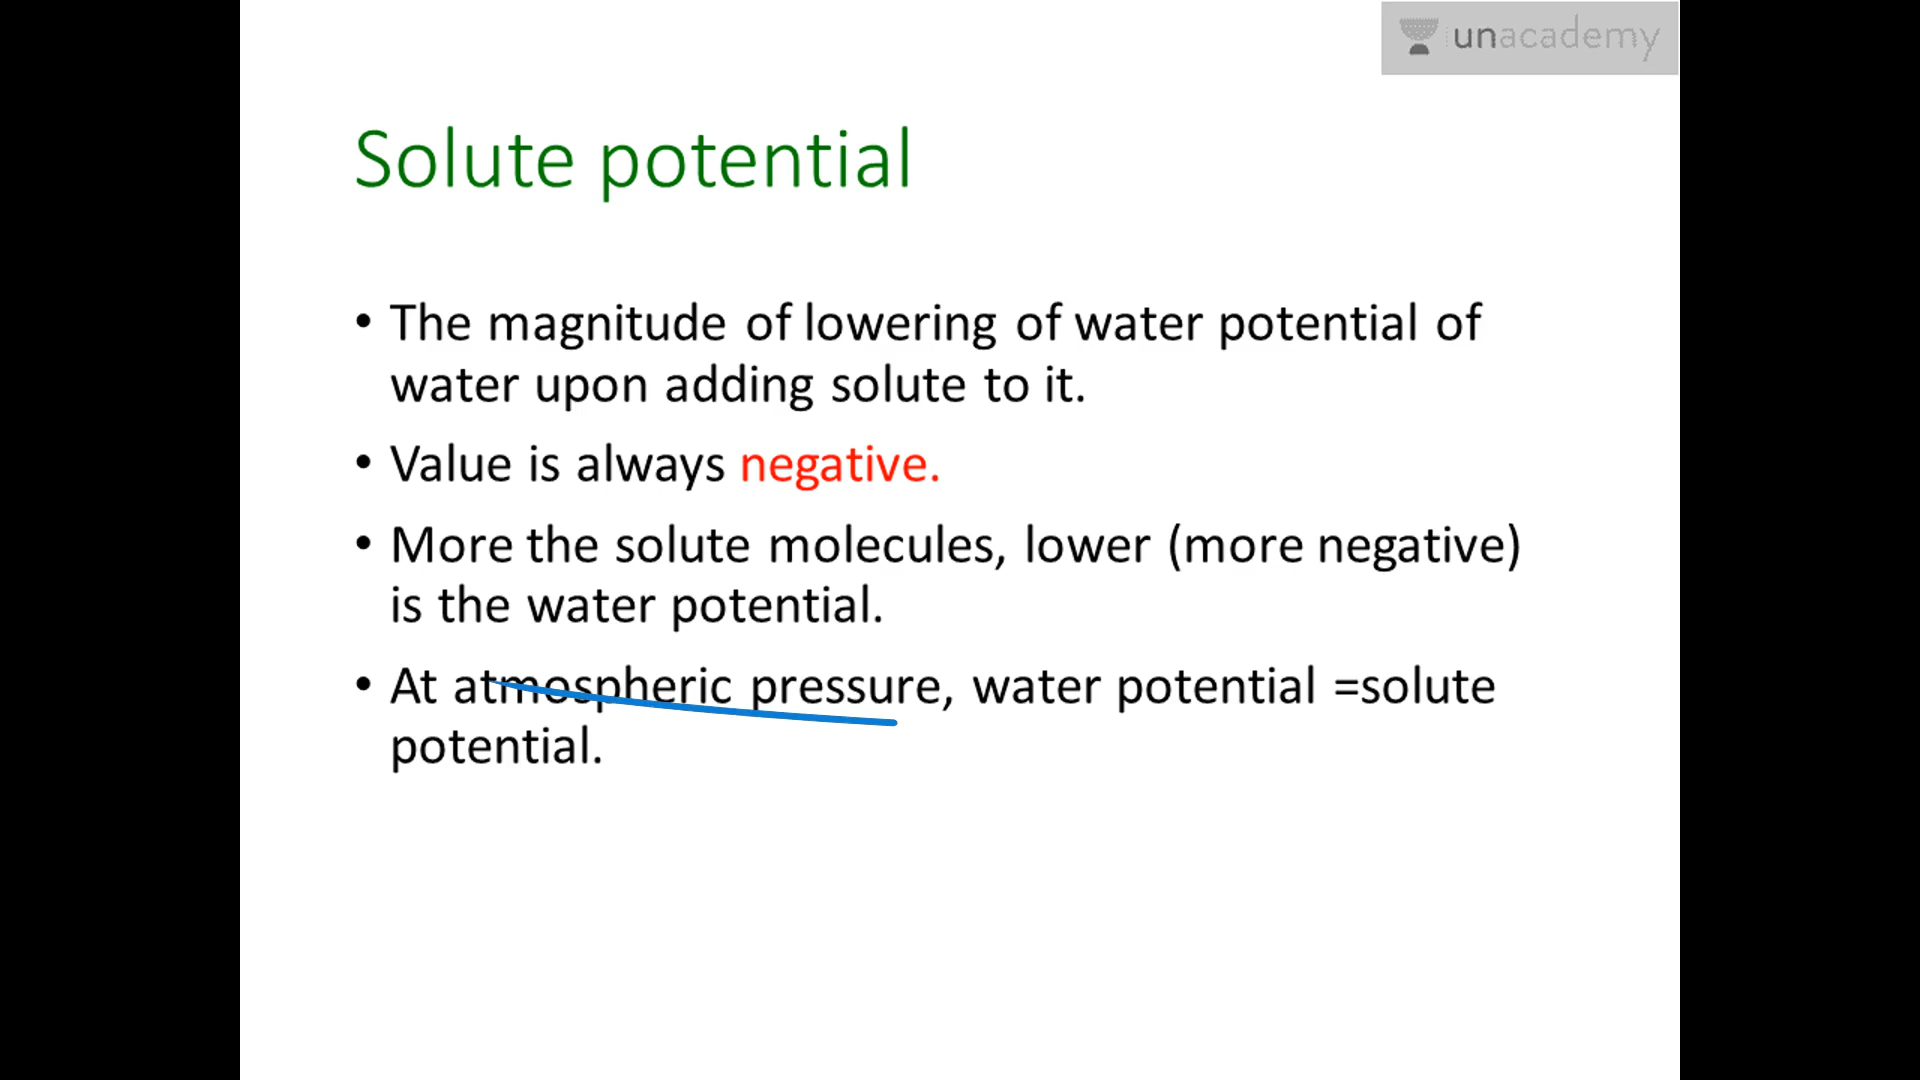 unacademy
Solute potential
• The magnitude of lowering of water potential of
water upon adding solute to it.
• Value is always negative.
• More the solute molecules, lower (more negative)
is the water potential.
• At atmospheric pressure, water potential =solute
potential.